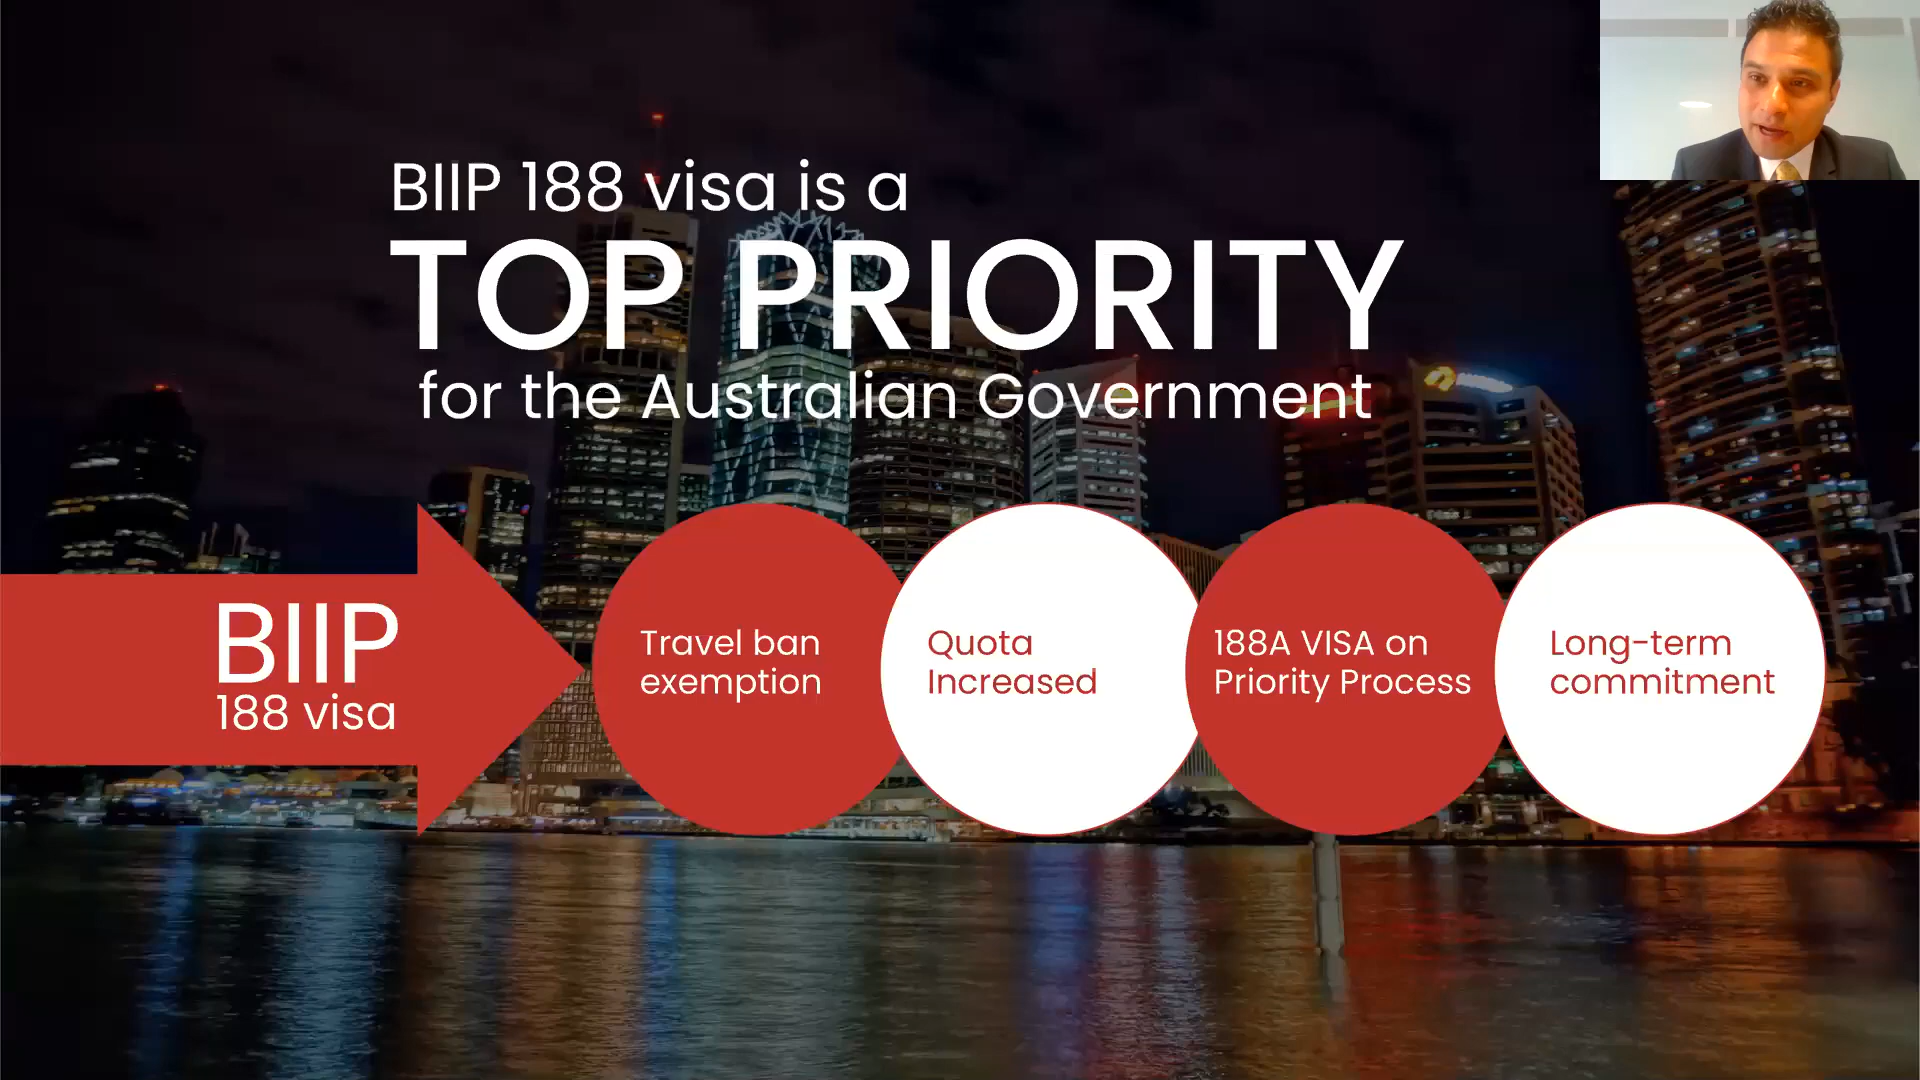 BIIP 188 visa is a
TOP PRIORITY
for the Australian Government
BIIP
188 visa
Travel ban
exemption
Quota
Increased
188A VISA on
Priority Process
Long-term
commitment